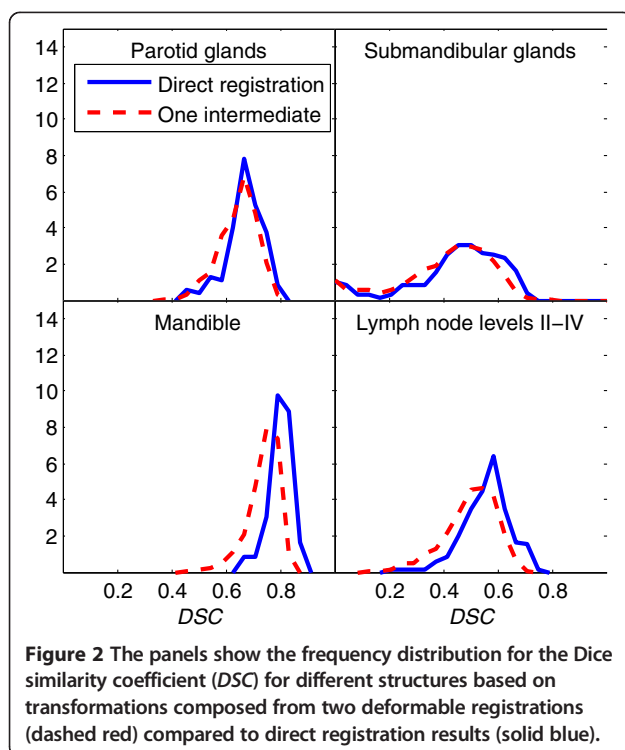 Parotid glands
Submandibular glands
Direct registration
One intermediate
14
12
10
8
6
4
2
Mandible
Lymph node levels II–IV
14
12
10
8
6
4
2
0.2 0.4 0.6 0.8
0.2 0.4 0.6 0.8
DSC
DSC
Figure 2 The panels show the frequency distribution for the Dice
similarity coefficient (DSC) for different structures based on
transformations composed from two deformable registrations
(dashed red) compared to direct registration results (solid blue).